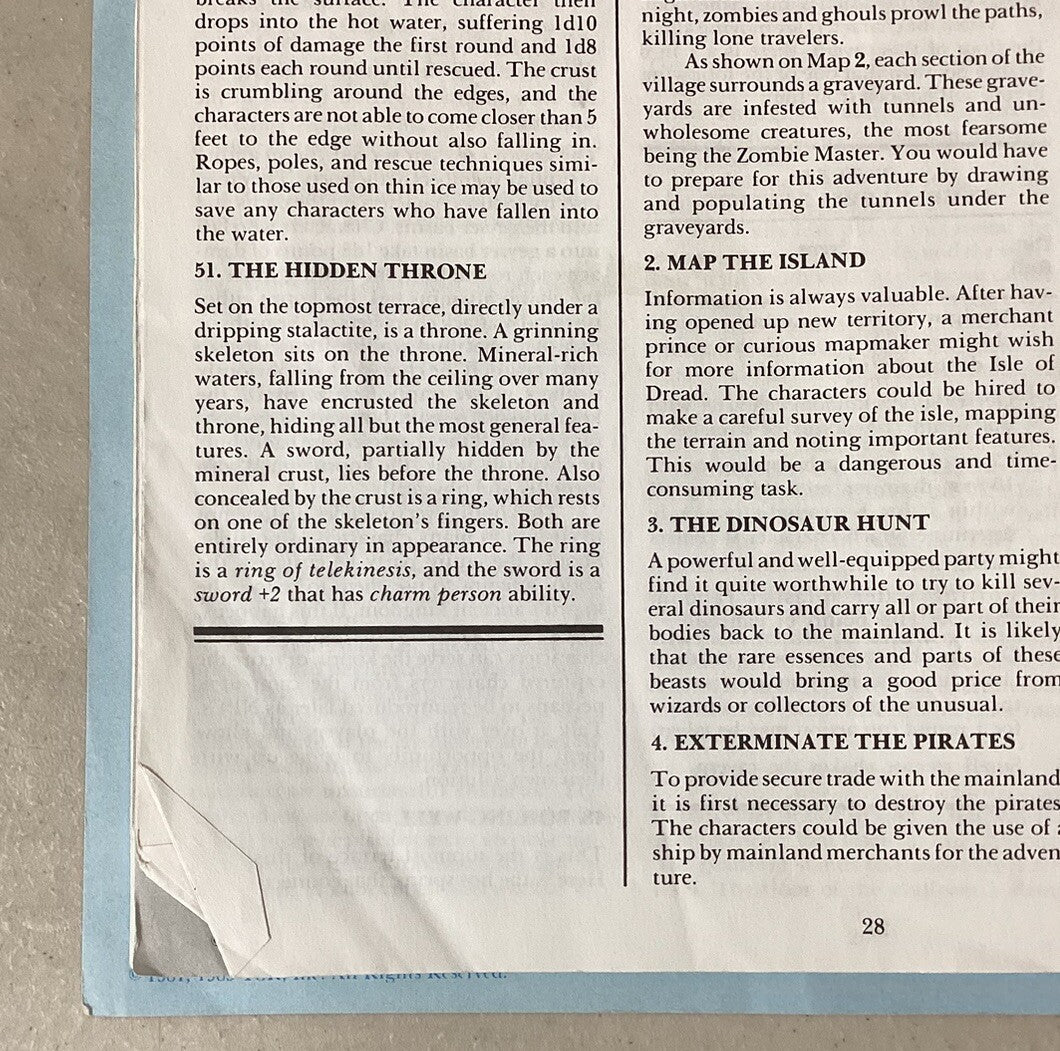 breaks the surface. The character then
drops into the hot water, suffering 1d10
points of damage the first round and 1d8
points each round until rescued. The crust
is crumbling around the edges, and the
characters are not able to come closer than 5
feet to the edge without also falling in.
Ropes, poles, and rescue techniques simi-
lar to those used on thin ice may be used to
save any characters who have fallen into
the water.
51. THE HIDDEN THRONE
Set on the topmost terrace, directly under a
dripping stalactite, is a throne. A grinning
skeleton sits on the throne. Mineral-rich
waters, falling from the ceiling over many
years, have encrusted the skeleton and
throne, hiding all but the most general fea-
tures. A sword, partially hidden by the
mineral crust, lies before the throne. Also
concealed by the crust is a ring, which rests
on one of the skeleton's fingers. Both are
entirely ordinary in appearance. The ring
is a ring of telekinesis, and the sword is a
sword +2 that has charm person ability.
night, zombies and ghouls prowl the paths,
killing lone travelers.
As shown on Map 2, each section of the
village surrounds a graveyard. These grave-
yards are infested with tunnels and un-
wholesome creatures, the most fearsome
being the Zombie Master. You would have
to prepare for this adventure by drawing
and populating the tunnels under the
graveyards.
2. MAP THE ISLAND
Information is always valuable. After hav-
ing opened up new territory, a merchant
prince or curious mapmaker might wish
for more information about the Isle of
Dread. The characters could be hired to
make a careful survey of the isle, mapping
the terrain and noting important features.
This would be a dangerous and time-
consuming task.
3. THE DINOSAUR HUNT
A powerful and well-equipped party might
find it quite worthwhile to try to kill sev-
eral dinosaurs and carry all or part of their
bodies back to the mainland. It is likely
that the rare essences and parts of these
beasts would bring a good price from
wizards or collectors of the unusual.
4. EXTERMINATE THE PIRATES
To provide secure trade with the mainland
it is first necessary to destroy the pirates
The characters could be given the use of a
ship by mainland merchants for the adven
ture.
28
All Rights Reserved.